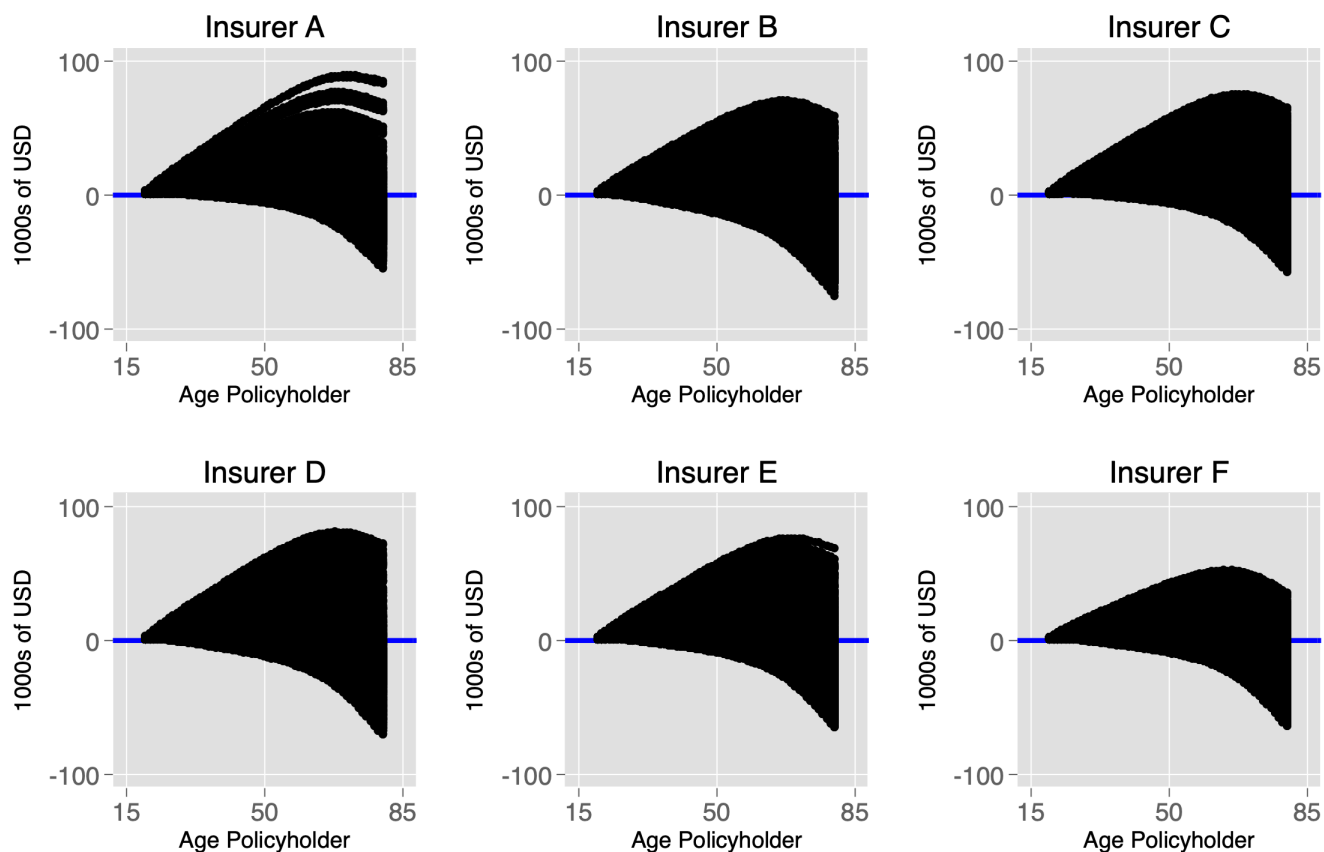 Insurer A
Insurer B
Insurer C
100
0
-100
1000s of USD
15 50 85
Age Policyholder
100
0
-100
1000s of USD
15 50 85
Age Policyholder
100
0
-100
1000s of USD
15 50 85
Age Policyholder
Insurer D
Insurer E
Insurer F
100
0
-100
1000s of USD
15 50 85
Age Policyholder
100
0
-100
1000s of USD
15 50 85
Age Policyholder
100
0
-100
1000s of USD
15 50 85
Age Policyholder